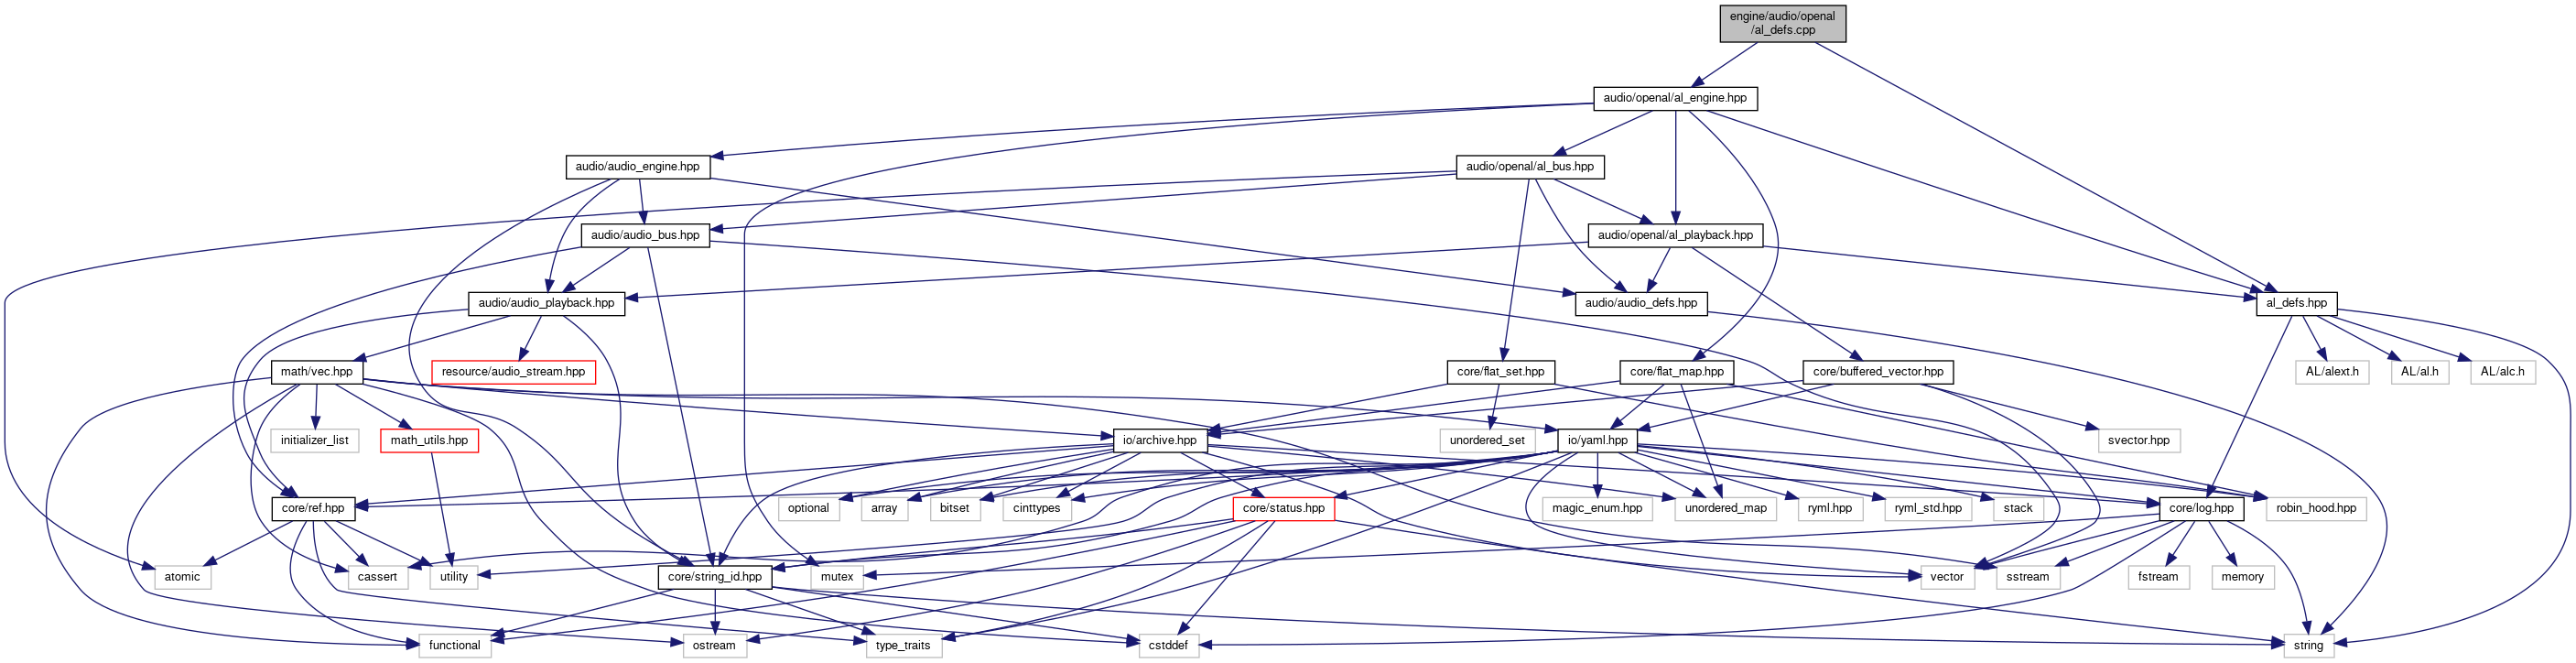 engine/audio/openal
/al_defs.cpp
audio/openal/al_engine.hpp
audio/audio_engine.hpp
audio/openal/al_bus.hpp
audio/audio_bus.hpp
audio/openal/al_playback.hpp
audio/audio_playback.hpp
audio/audio_defs.hpp
al_defs.hpp
math/vec.hpp
resource/audio_stream.hpp
core/flat_set.hpp
core/flat_map.hpp
core/buffered_vector.hpp
AL/alext.h
AL/al.h
AL/alc.h
initializer_list
math_utils.hpp
io/archive.hpp
unordered_set
io/yaml.hpp
svector.hpp
core/ref.hpp
optional
array
bitset
cinttypes
core/status.hpp
magic_enum.hpp
unordered_map
ryml.hpp
ryml_std.hpp
stack
core/log.hpp
robin_hood.hpp
atomic
cassert
utility
core/string_id.hpp
mutex
vector
sstream
fstream
memory
functional
ostream
type_traits
cstddef
string